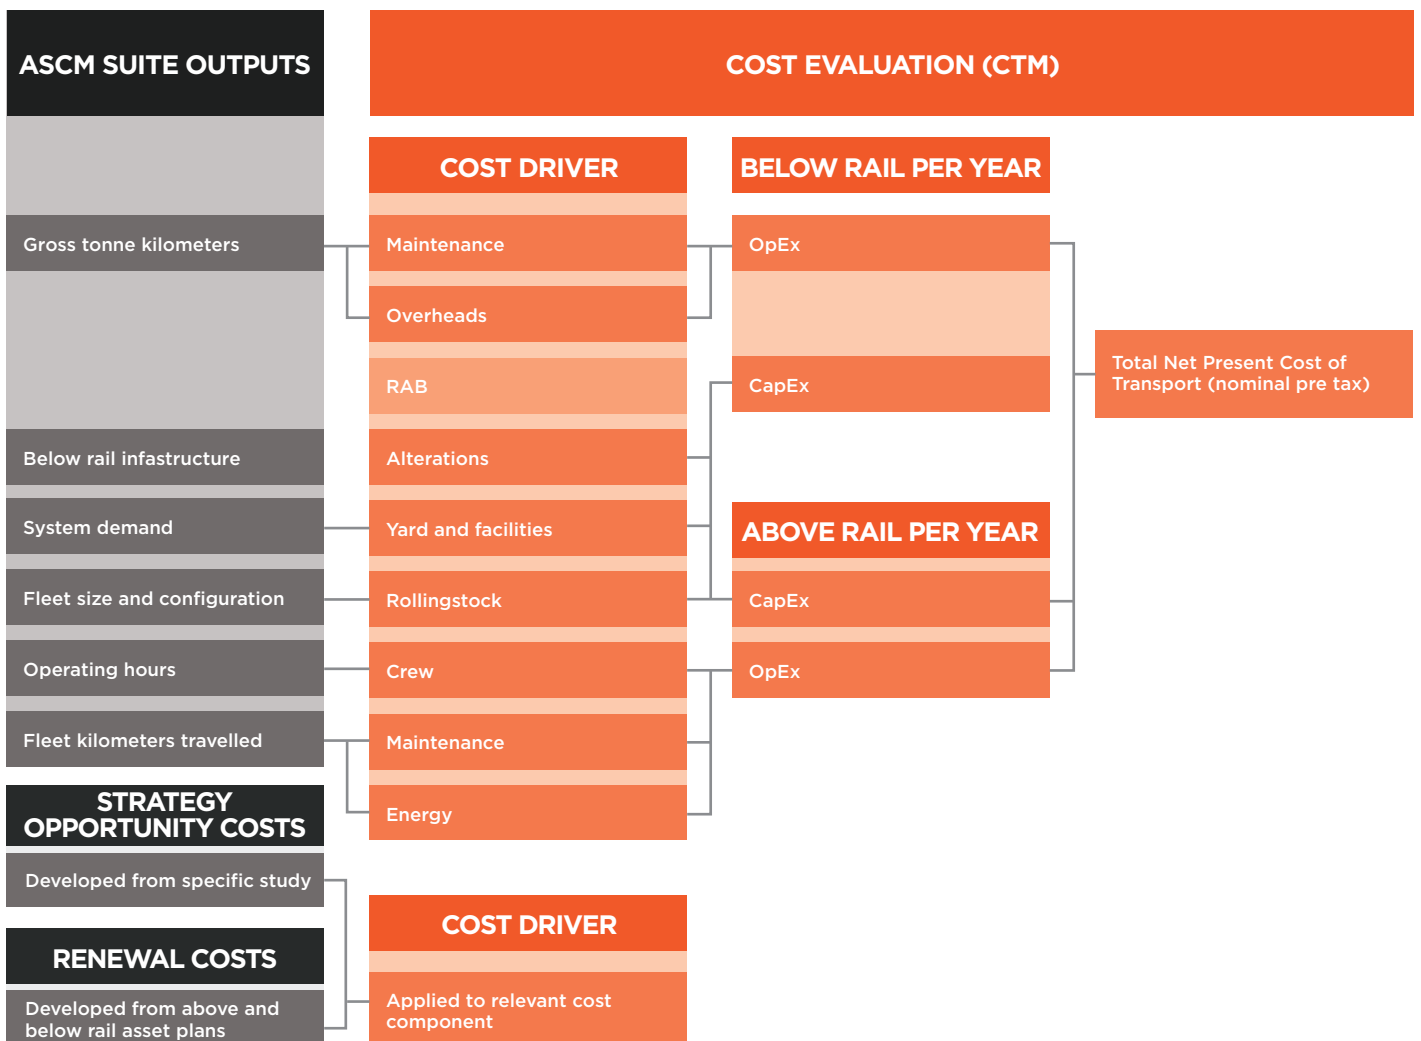 ASCM SUITE OUTPUTS
COST EVALUATION (CTM)
COST DRIVER
BELOW RAIL PER YEAR
Gross tonne kilometers
Maintenance
OpEx
Overheads
RAB
CapEx
Total Net Present Cost of
Transport (nominal pre tax)
Below rail infastructure
Alterations
System demand
Yard and facilities
ABOVE RAIL PER YEAR
Fleet size and configuration
Rollingstock
CapEx
Operating hours
Crew
OpEx
Fleet kilometers travelled
Maintenance
Energy
STRATEGY
OPPORTUNITY COSTS
Developed from specific study
COST DRIVER
RENEWAL COSTS
Developed from above and
below rail asset plans
Applied to relevant cost
component